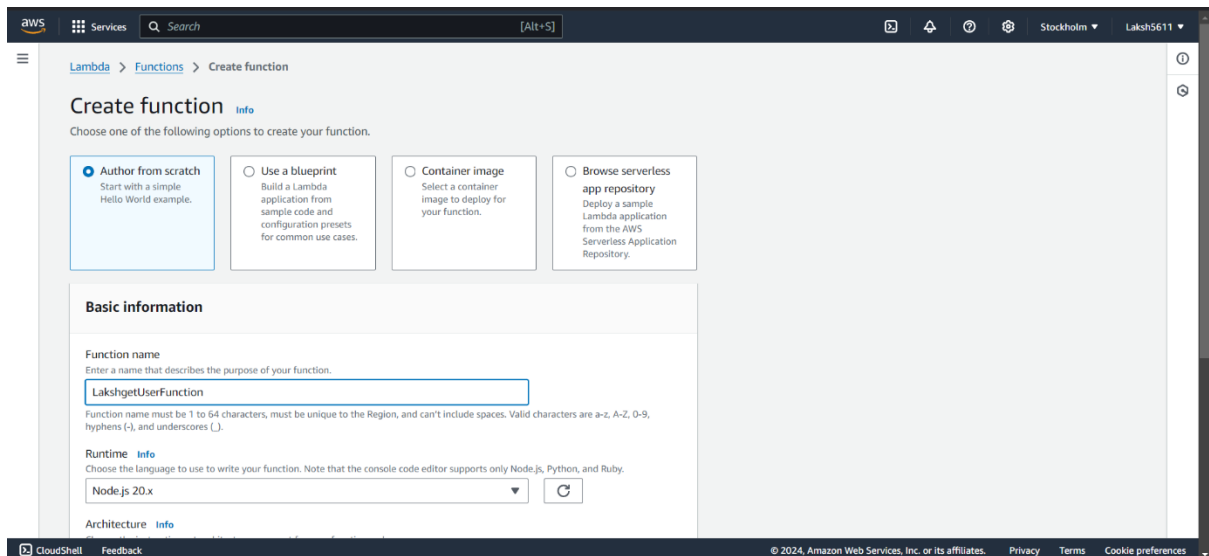 aws
Services
Search
[Alt+S]
Stockholm
Laksh5611
Lambda > Functions > Create function
Create function Info
Choose one of the following options to create your function.
Author from scratch
Start with a simple
Hello World example.
Use a blueprint
Build a Lambda
application from
sample code and
configuration presets
for common use cases.
Container image
Select a container
image to deploy for
your function.
Browse serverless
app repository
Deploy a sample
Lambda application
from the AWS
Serverless Application
Repository.
Basic information
Function name
Enter a name that describes the purpose of your function.
LakshgetUserFunction
Function name must be 1 to 64 characters, must be unique to the Region, and can't include spaces. Valid characters are a-z, A-Z, 0-9,
hyphens (-), and underscores (_).
Runtime Info
Choose the language to use to write your function. Note that the console code editor supports only Node.js, Python, and Ruby.
Node.js 20.x
Architecture Info
CloudShell
Feedback
© 2024, Amazon Web Services, Inc. or its affiliates.
Privacy
Terms
Cookie preferences